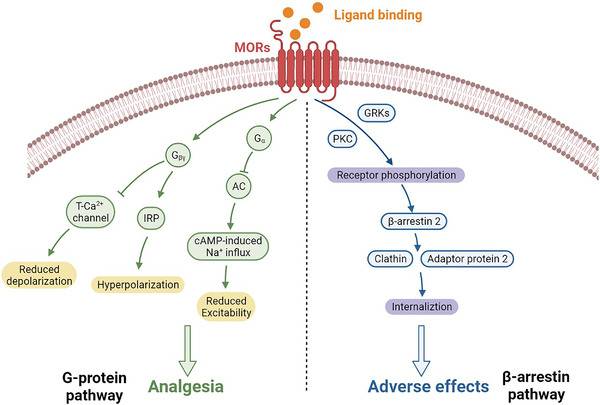 Ligand binding
MORs
GRKs
PKC
Gα
Gβγ
Receptor phosphorylation
AC
T-Ca²⁺
channel
IRP
β-arrestin 2
cAMP-induced
Na⁺ influx
Clathin
Adaptor protein 2
Reduced
depolarization
Hyperpolarization
Reduced
Excitability
Internaliztion
G-protein
pathway
Analgesia
Adverse effects
β-arrestin
pathway